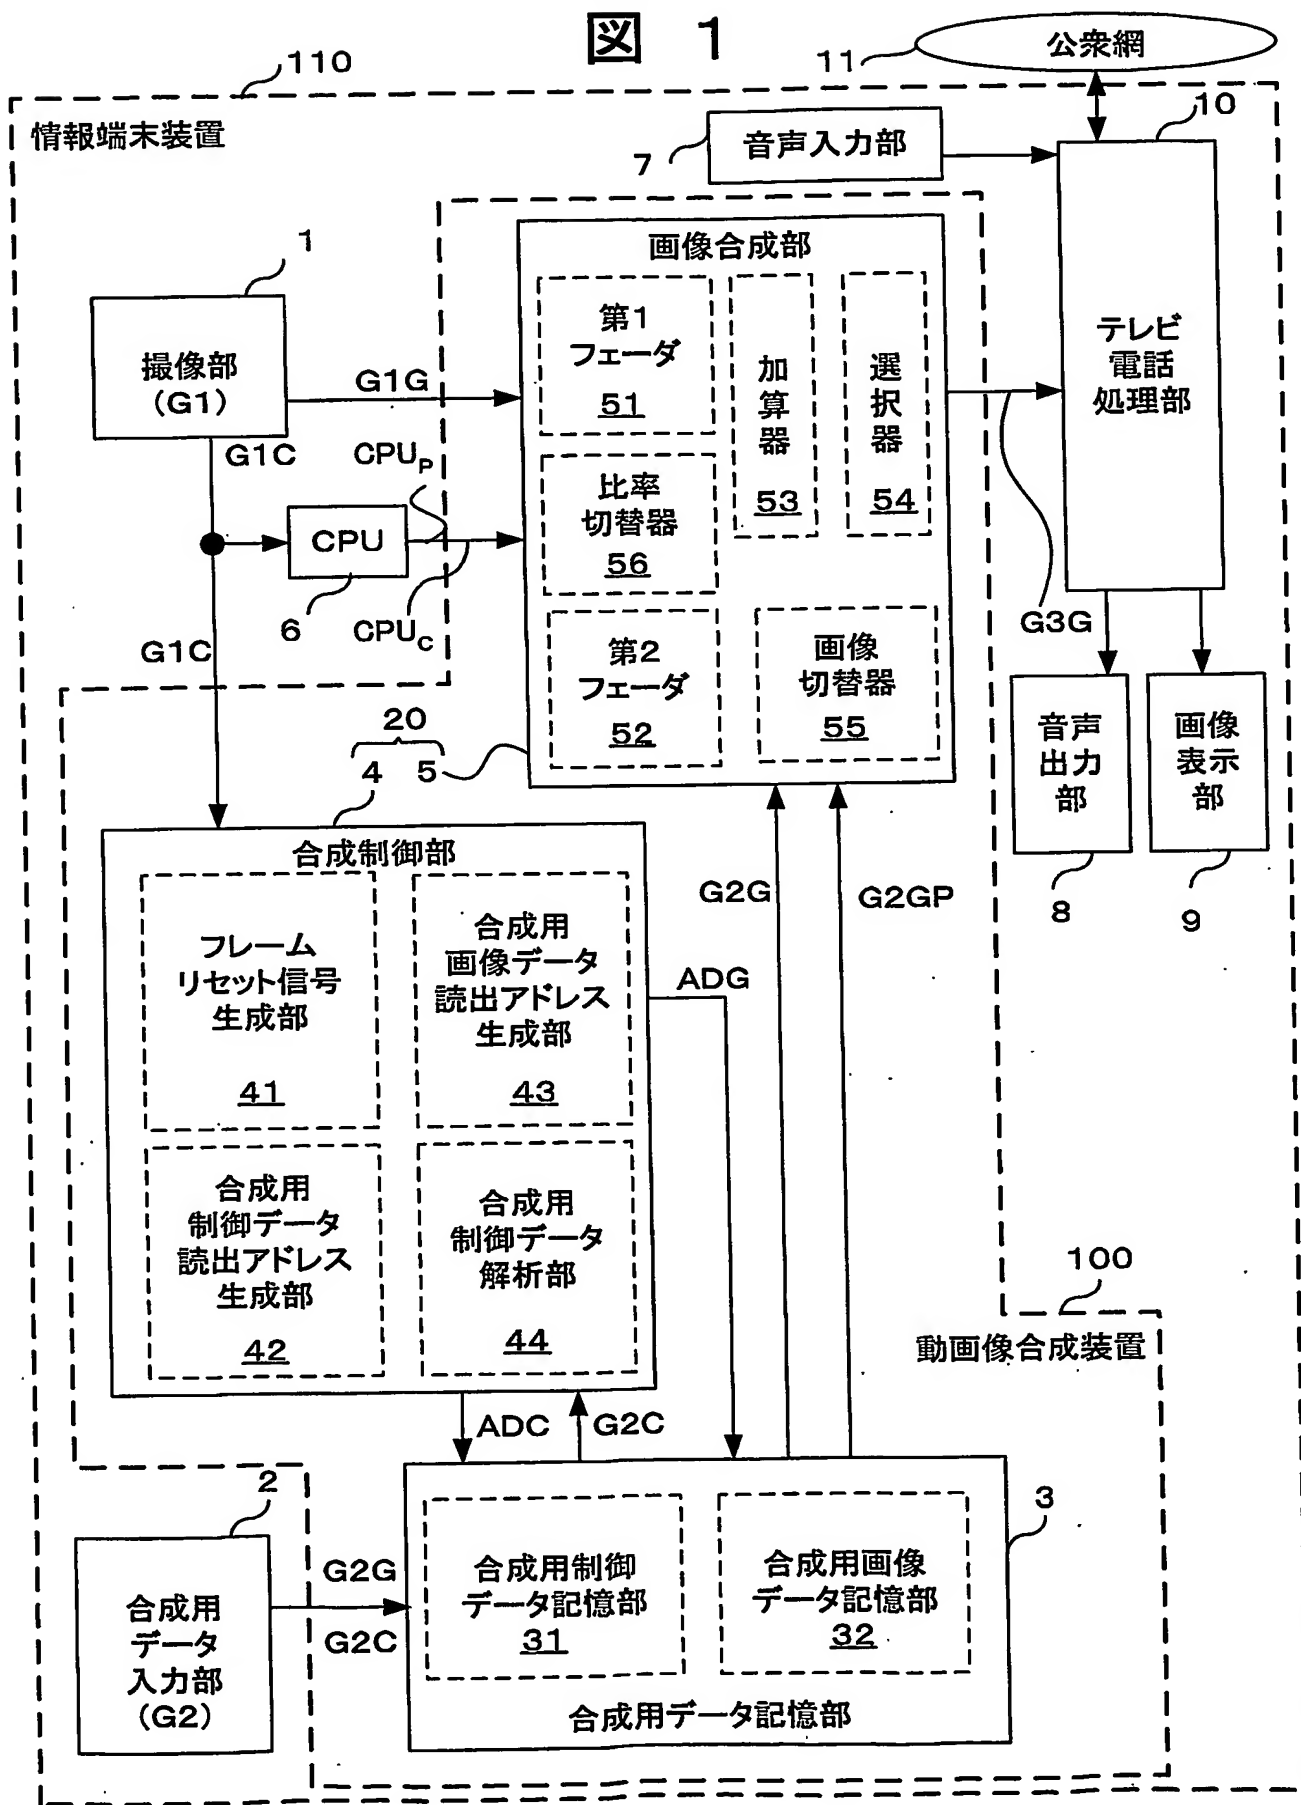 図 1
公衆網
11
110
情報端末装置
音声入力部
7
10
テレビ
電話
処理部
1
撮像部
(G1)
G1G
G1C
CPUP
CPU
6
CPUC
G1C
画像合成部
第1
フェーダ
51
加
算
器
53
選
択
器
54
比率
切替器
56
第2
フェーダ
52
画像
切替器
55
G3G
音声
出力
部
8
画像
表示
部
9
20
4 5
合成制御部
フレーム
リセット信号
生成部
41
合成用
画像データ
読出アドレス
生成部
43
合成用
制御データ
読出アドレス
生成部
42
合成用
制御データ
解析部
44
ADG
G2G
G2GP
100
動画像合成装置
ADC
G2C
2
合成用
データ
入力部
(G2)
G2G
G2C
3
合成用制御
データ記憶部
31
合成用画像
データ記憶部
32
合成用データ記憶部